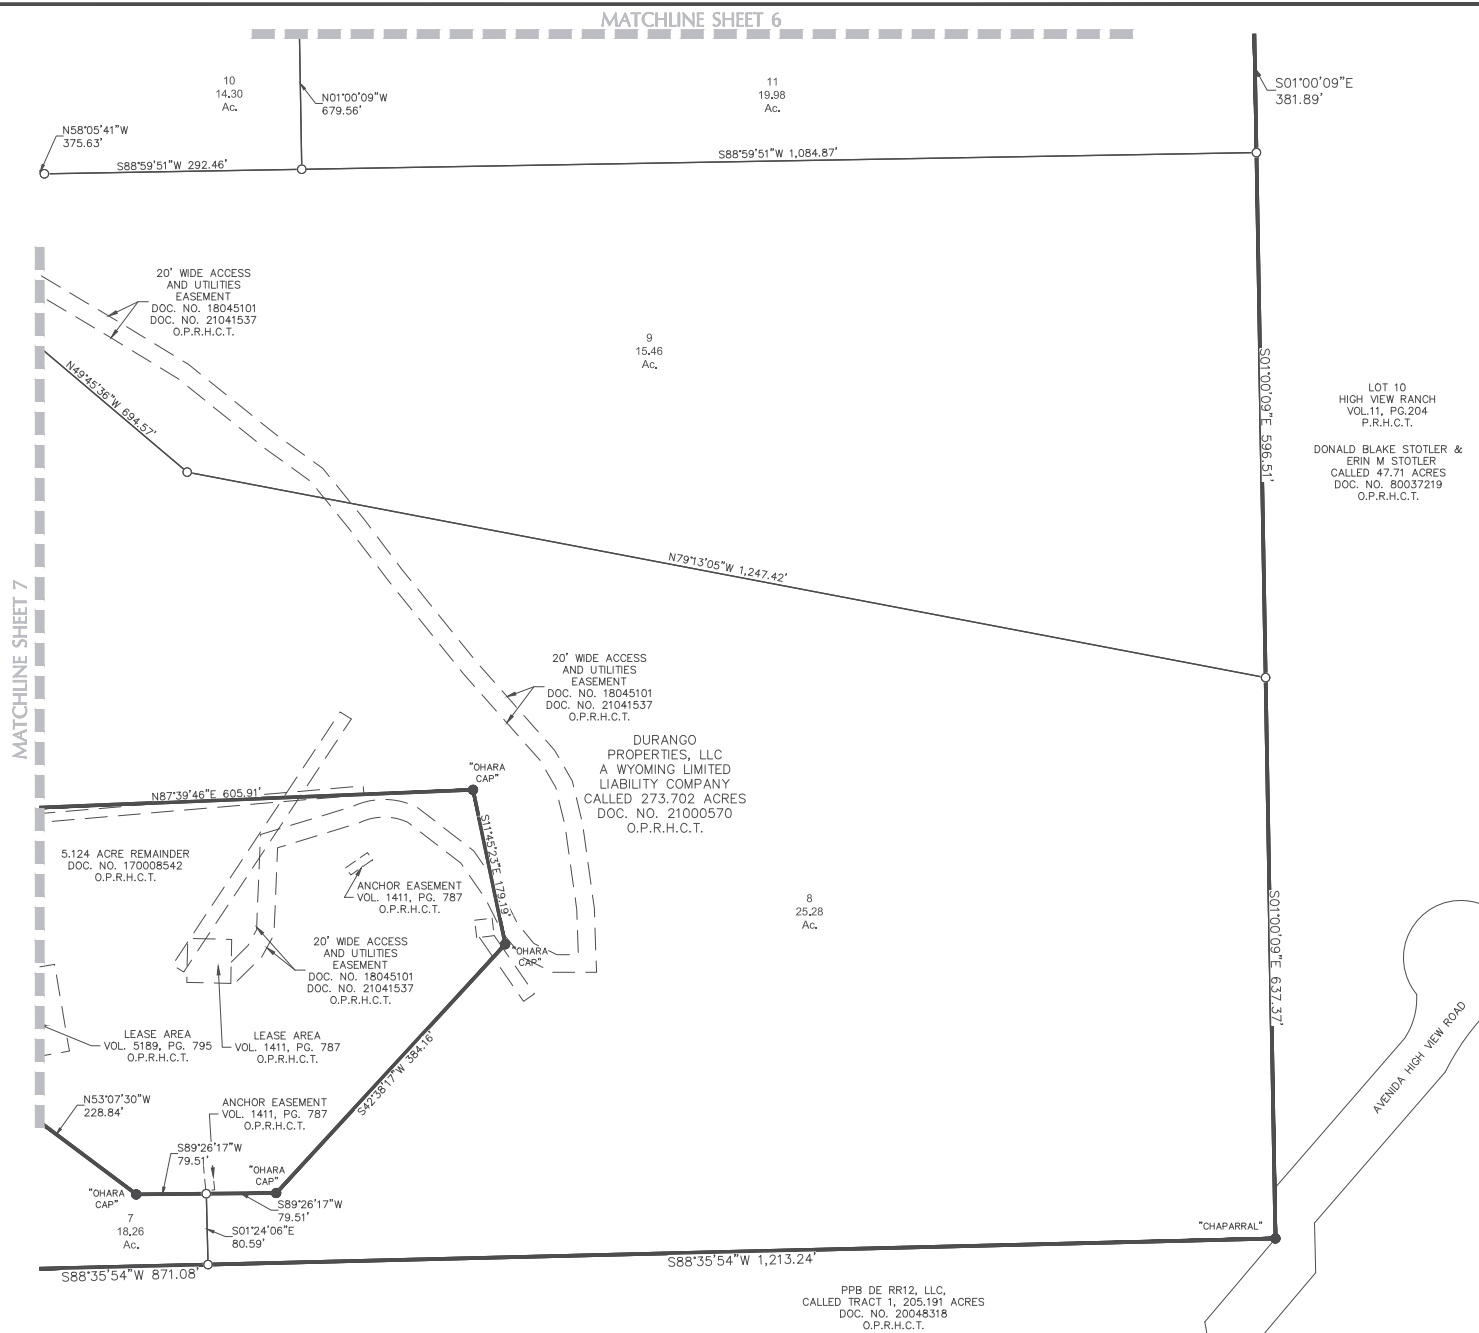 MATCHLINE SHEET 6
10
14.30
Ac.
N01°00'09"W
679.56'
11
19.98
Ac.
S01°00'09"E
381.89'
N58°05'41"W
375.63'
S88°59'51"W 292.46'
S88°59'51"W 1,084.87'
20' WIDE ACCESS
AND UTILITIES
EASEMENT
DOC. NO. 18045101
DOC. NO. 21041537
O.P.R.H.C.T.
9
15.46
Ac.
N49°45'36"W 694.57'
S01°00'09"E 596.51'
LOT 10
HIGH VIEW RANCH
VOL.11, PG.204
P.R.H.C.T.
DONALD BLAKE STOTLER &
ERIN M STOTLER
CALLED 47.71 ACRES
DOC. NO. 80037219
O.P.R.H.C.T.
N79°13'05"W 1,247.42'
MATCHLINE SHEET 7
20' WIDE ACCESS
AND UTILITIES
EASEMENT
DOC. NO. 18045101
DOC. NO. 21041537
O.P.R.H.C.T.
DURANGO
PROPERTIES, LLC
A WYOMING LIMITED
LIABILITY COMPANY
CALLED 273.702 ACRES
DOC. NO. 21000570
O.P.R.H.C.T.
"OHARA
CAP"
N87°39'46"E 605.91'
S11°45'23"E 179.19'
5.124 ACRE REMAINDER
DOC. NO. 170008542
O.P.R.H.C.T.
ANCHOR EASEMENT
VOL. 1411, PG. 787
O.P.R.H.C.T.
8
25.28
Ac.
20' WIDE ACCESS
AND UTILITIES
EASEMENT
DOC. NO. 18045101
DOC. NO. 21041537
O.P.R.H.C.T.
"OHARA
CAP"
S01°00'09"E 637.37'
LEASE AREA
VOL. 5189, PG. 795
O.P.R.H.C.T.
LEASE AREA
VOL. 1411, PG. 787
O.P.R.H.C.T.
S42°38'17"W 384.16'
AVENIDA HIGH VIEW ROAD
N53°07'30"W
228.84'
ANCHOR EASEMENT
VOL. 1411, PG. 787
O.P.R.H.C.T.
S89°26'17"W
79.51'
"OHARA
CAP"
"OHARA
CAP"
S89°26'17"W
79.51'
7
18.26
Ac.
S01°24'06"E
80.59'
"CHAPARRAL"
S88°35'54"W 871.08'
S88°35'54"W 1,213.24'
PPB DE RR12, LLC,
CALLED TRACT 1, 205.191 ACRES
DOC. NO. 20048318
O.P.R.H.C.T.